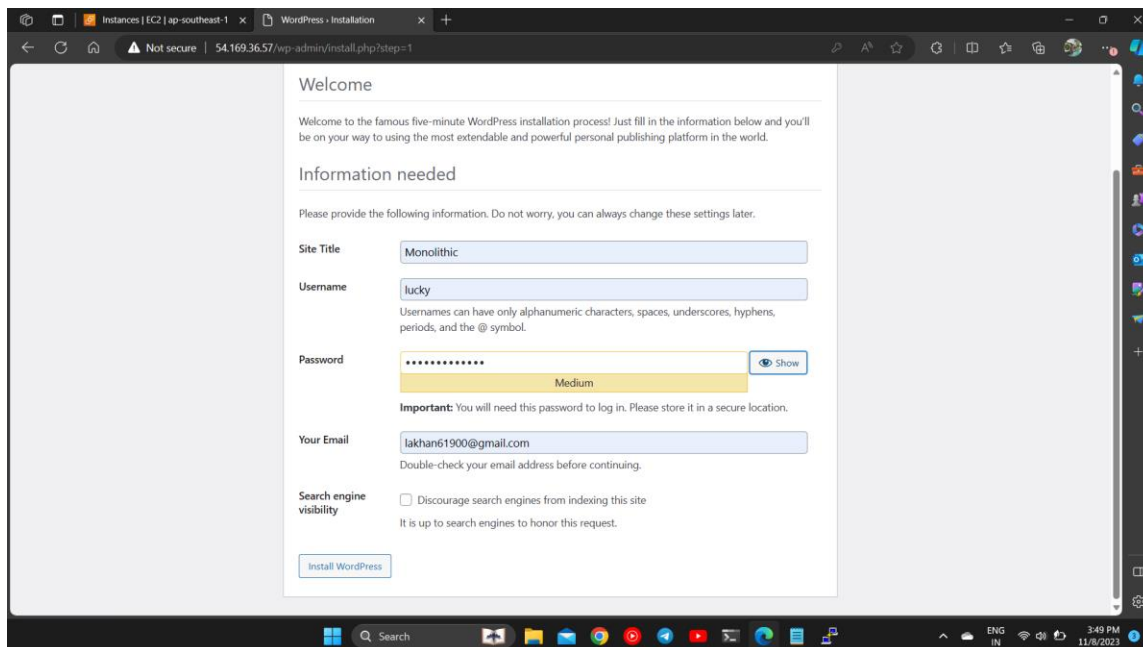 Instances | EC2 | ap-southeast-1
WordPress › Installation
Not secure | 54.169.36.57/wp-admin/install.php?step=1
Welcome
Welcome to the famous five-minute WordPress installation process! Just fill in the information below and you'll
be on your way to using the most extendable and powerful personal publishing platform in the world.
Information needed
Please provide the following information. Do not worry, you can always change these settings later.
Site Title
Monolithic
Username
lucky
Usernames can have only alphanumeric characters, spaces, underscores, hyphens,
periods, and the @ symbol.
Password
•••••••••••••
Show
Medium
Important: You will need this password to log in. Please store it in a secure location.
Your Email
lakhan61900@gmail.com
Double-check your email address before continuing.
Search engine
visibility
Discourage search engines from indexing this site
It is up to search engines to honor this request.
Install WordPress
Search
ENG
IN
3:49 PM
11/8/2023